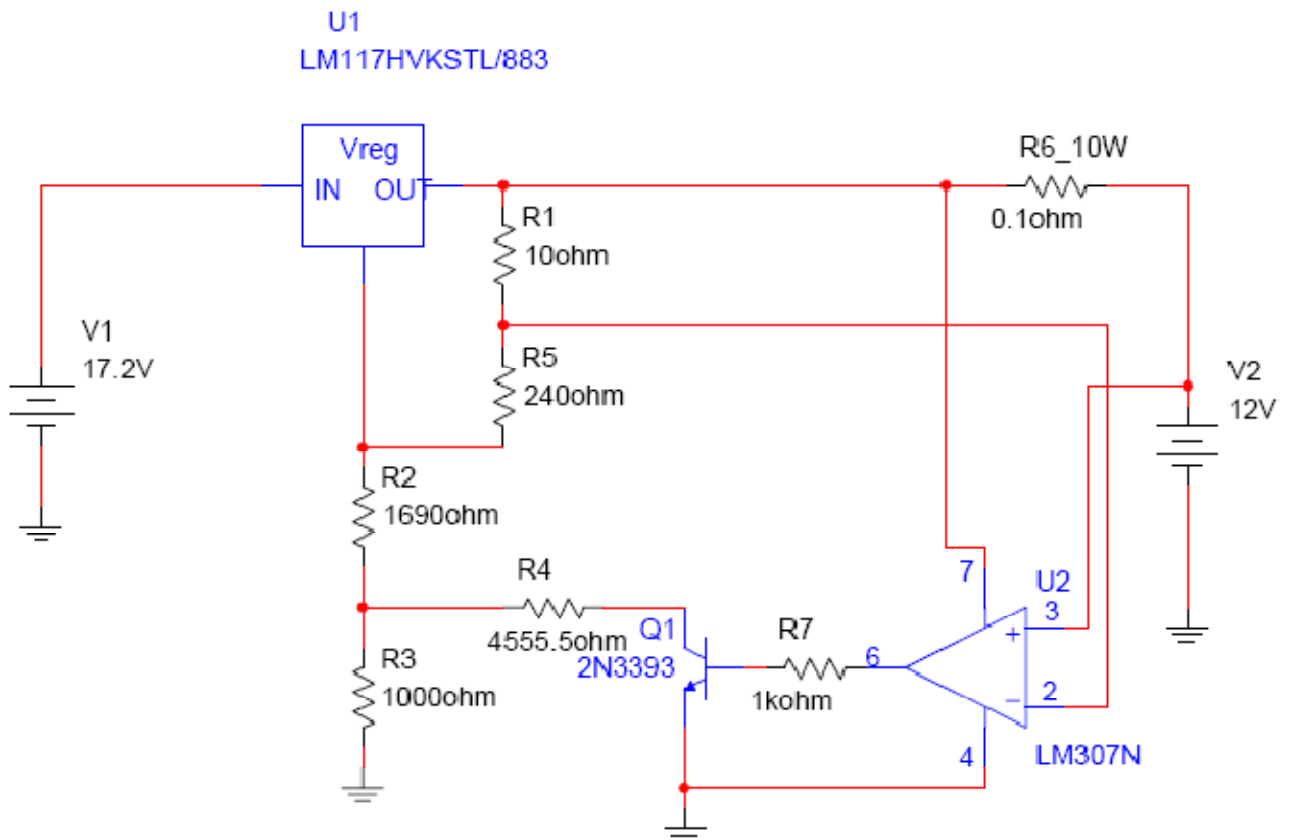 U1
LM117HVKSTL/883
Vreg
IN OUT
R6_10W
0.1ohm
R1
10ohm
V1
17.2V
R5
240ohm
V2
12V
R2
1690ohm
R4
4555.5ohm
Q1
2N3393
R7
1kohm
6
7
U2
3
+
2
−
4
LM307N
R3
1000ohm